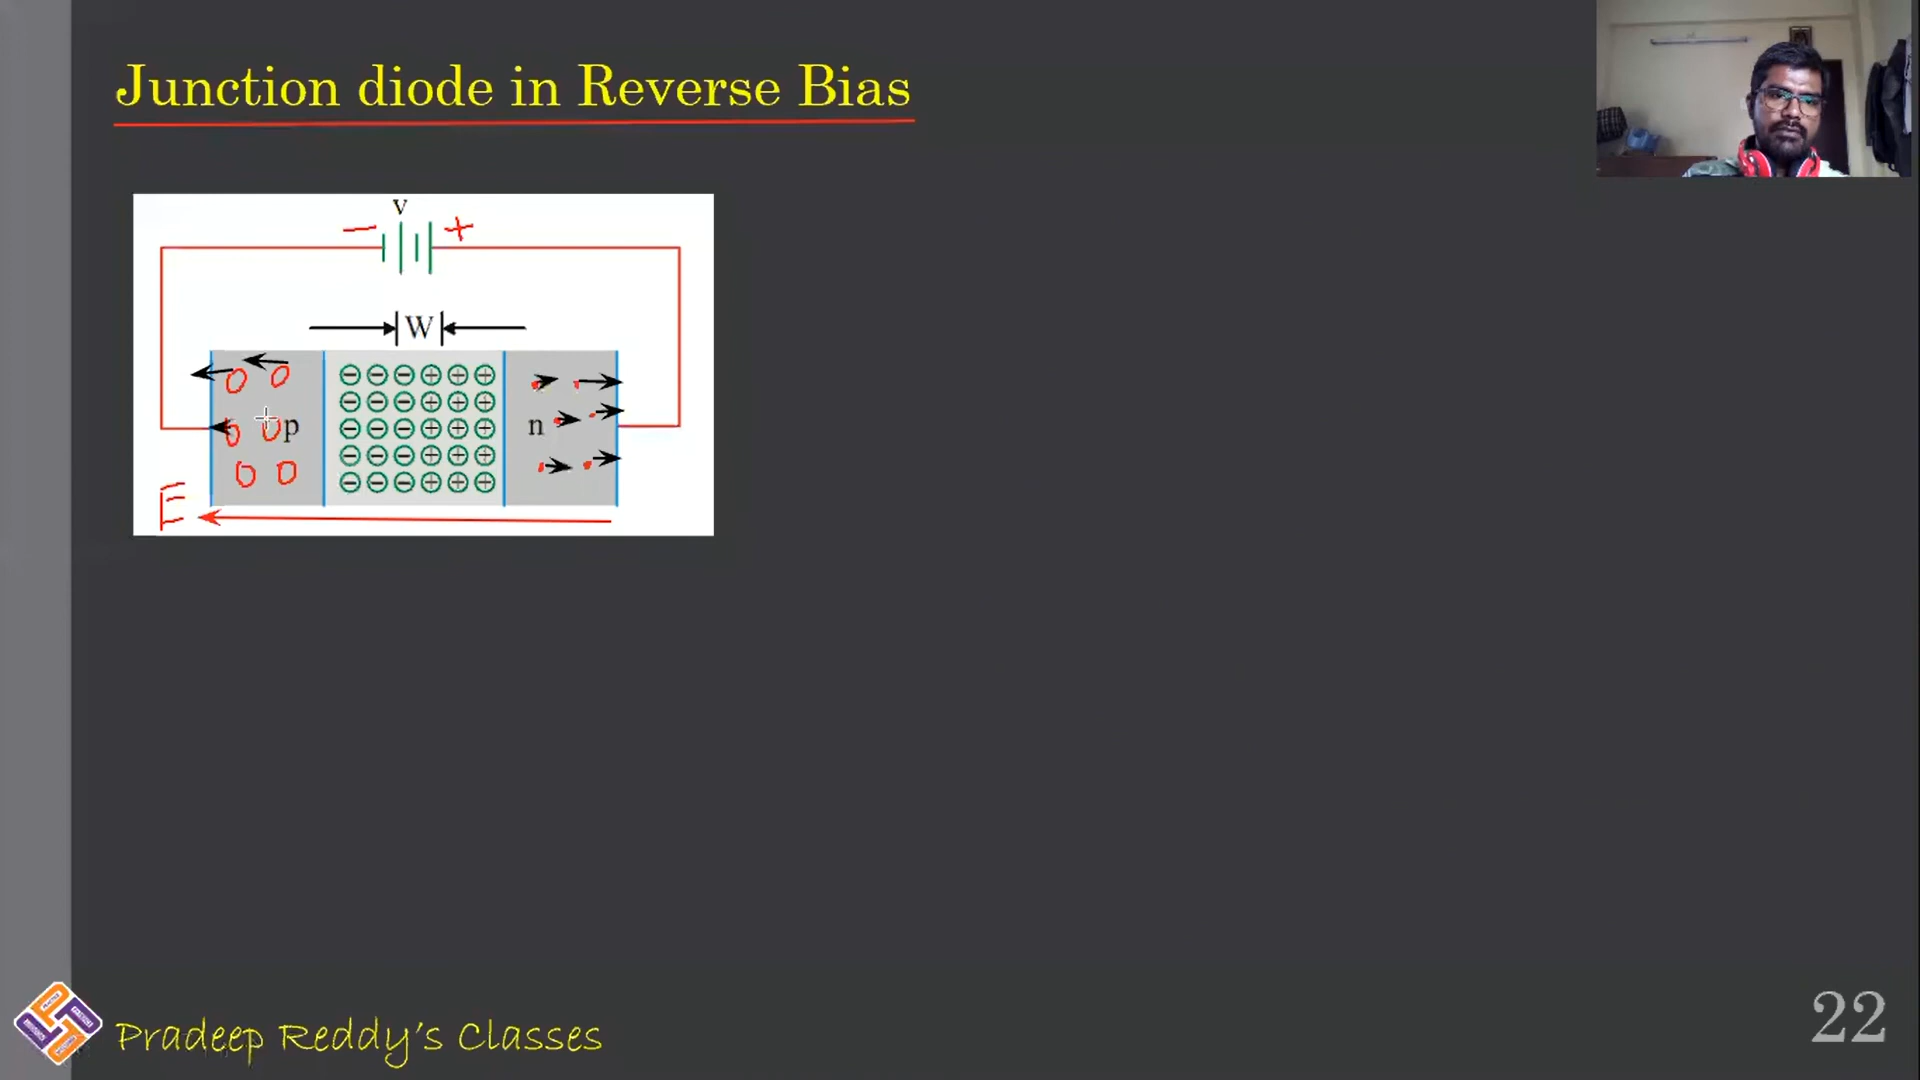 Junction diode in Reverse Bias
V
− +
W
− − − + + +
− − − + + +
p − − − + + + n
− − − + + +
− − − + + +
E
Pradeep Reddy's Classes
22